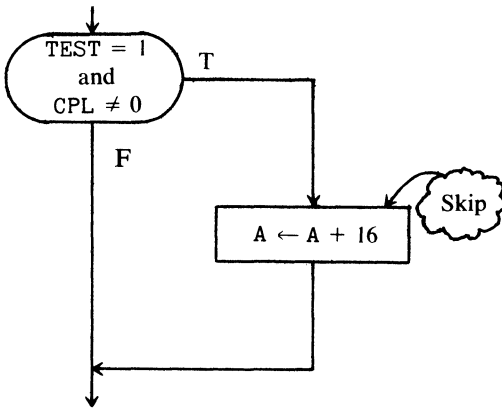 TEST = 1
and
CPL ≠ 0
T
F
Skip
A ← A + 16